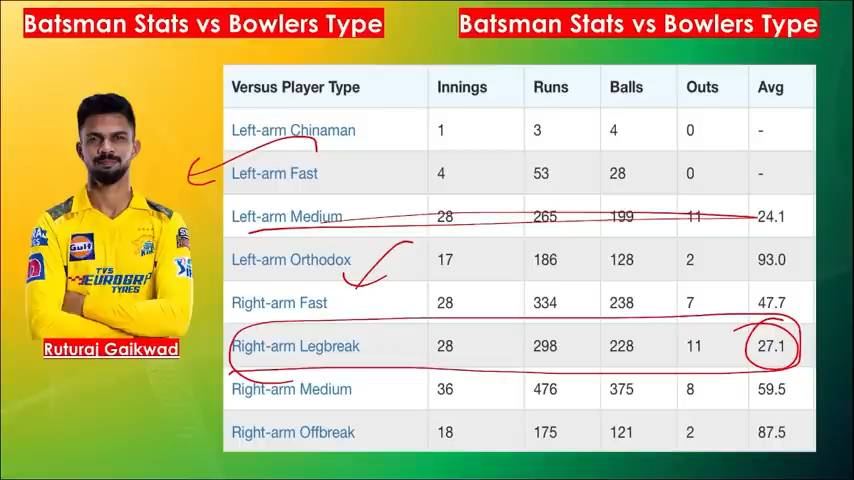 Batsman Stats vs Bowlers Type
Batsman Stats vs Bowlers Type
Versus Player Type Innings Runs Balls Outs Avg
Left-arm Chinaman 1 3 4 0 -
Left-arm Fast 4 53 28 0 -
Left-arm Medium 28 265 199 11 24.1
Left-arm Orthodox 17 186 128 2 93.0
Right-arm Fast 28 334 238 7 47.7
Right-arm Legbreak 28 298 228 11 27.1
Right-arm Medium 36 476 375 8 59.5
Right-arm Offbreak 18 175 121 2 87.5
Gulf
TVS
EUROGRIP
TYRES
Ruturaj Gaikwad